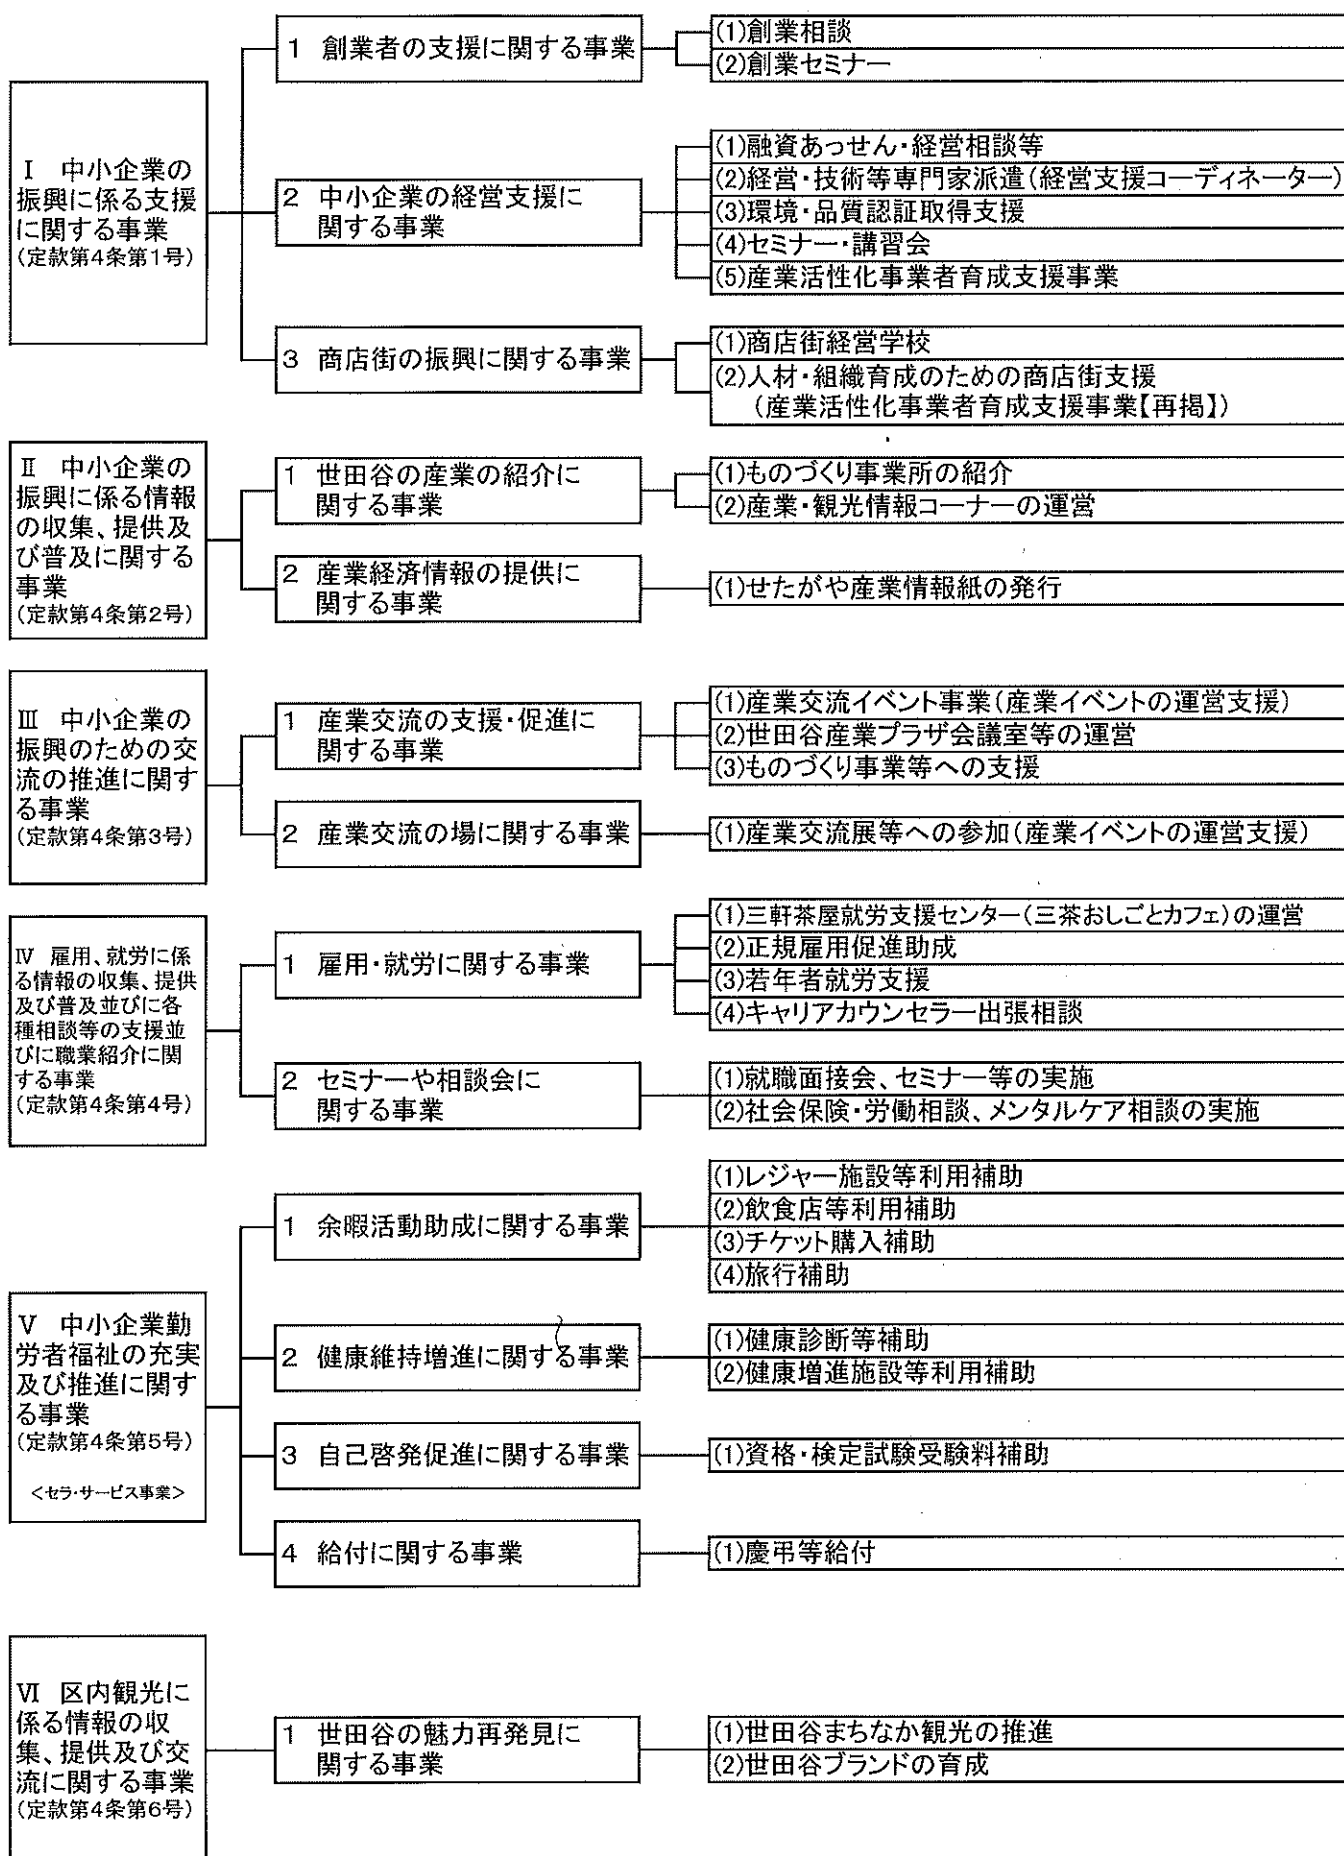 Ⅰ 中小企業の
振興に係る支援
に関する事業
(定款第4条第1号)
1 創業者の支援に関する事業
(1)創業相談
(2)創業セミナー
2 中小企業の経営支援に
関する事業
(1)融資あっせん・経営相談等
(2)経営・技術等専門家派遣(経営支援コーディネーター)
(3)環境・品質認証取得支援
(4)セミナー・講習会
(5)産業活性化事業者育成支援事業
3 商店街の振興に関する事業
(1)商店街経営学校
(2)人材・組織育成のための商店街支援
(産業活性化事業者育成支援事業【再掲】)
Ⅱ 中小企業の
振興に係る情報
の収集、提供及
び普及に関する
事業
(定款第4条第2号)
1 世田谷の産業の紹介に
関する事業
(1)ものづくり事業所の紹介
(2)産業・観光情報コーナーの運営
2 産業経済情報の提供に
関する事業
(1)せたがや産業情報紙の発行
Ⅲ 中小企業の
振興のための交
流の推進に関す
る事業
(定款第4条第3号)
1 産業交流の支援・促進に
関する事業
(1)産業交流イベント事業(産業イベントの運営支援)
(2)世田谷産業プラザ会議室等の運営
(3)ものづくり事業等への支援
2 産業交流の場に関する事業
(1)産業交流展等への参加(産業イベントの運営支援)
Ⅳ 雇用、就労に係
る情報の収集、提供
及び普及並びに各
種相談等の支援並
びに職業紹介に関
する事業
(定款第4条第4号)
1 雇用・就労に関する事業
(1)三軒茶屋就労支援センター(三茶おしごとカフェ)の運営
(2)正規雇用促進助成
(3)若年者就労支援
(4)キャリアカウンセラー出張相談
2 セミナーや相談会に
関する事業
(1)就職面接会、セミナー等の実施
(2)社会保険・労働相談、メンタルケア相談の実施
Ⅴ 中小企業勤
労者福祉の充実
及び推進に関す
る事業
(定款第4条第5号)
<セラ・サービス事業>
1 余暇活動助成に関する事業
(1)レジャー施設等利用補助
(2)飲食店等利用補助
(3)チケット購入補助
(4)旅行補助
2 健康維持増進に関する事業
(1)健康診断等補助
(2)健康増進施設等利用補助
3 自己啓発促進に関する事業
(1)資格・検定試験受験料補助
4 給付に関する事業
(1)慶弔等給付
Ⅵ 区内観光に
係る情報の収
集、提供及び交
流に関する事業
(定款第4条第6号)
1 世田谷の魅力再発見に
関する事業
(1)世田谷まちなか観光の推進
(2)世田谷ブランドの育成